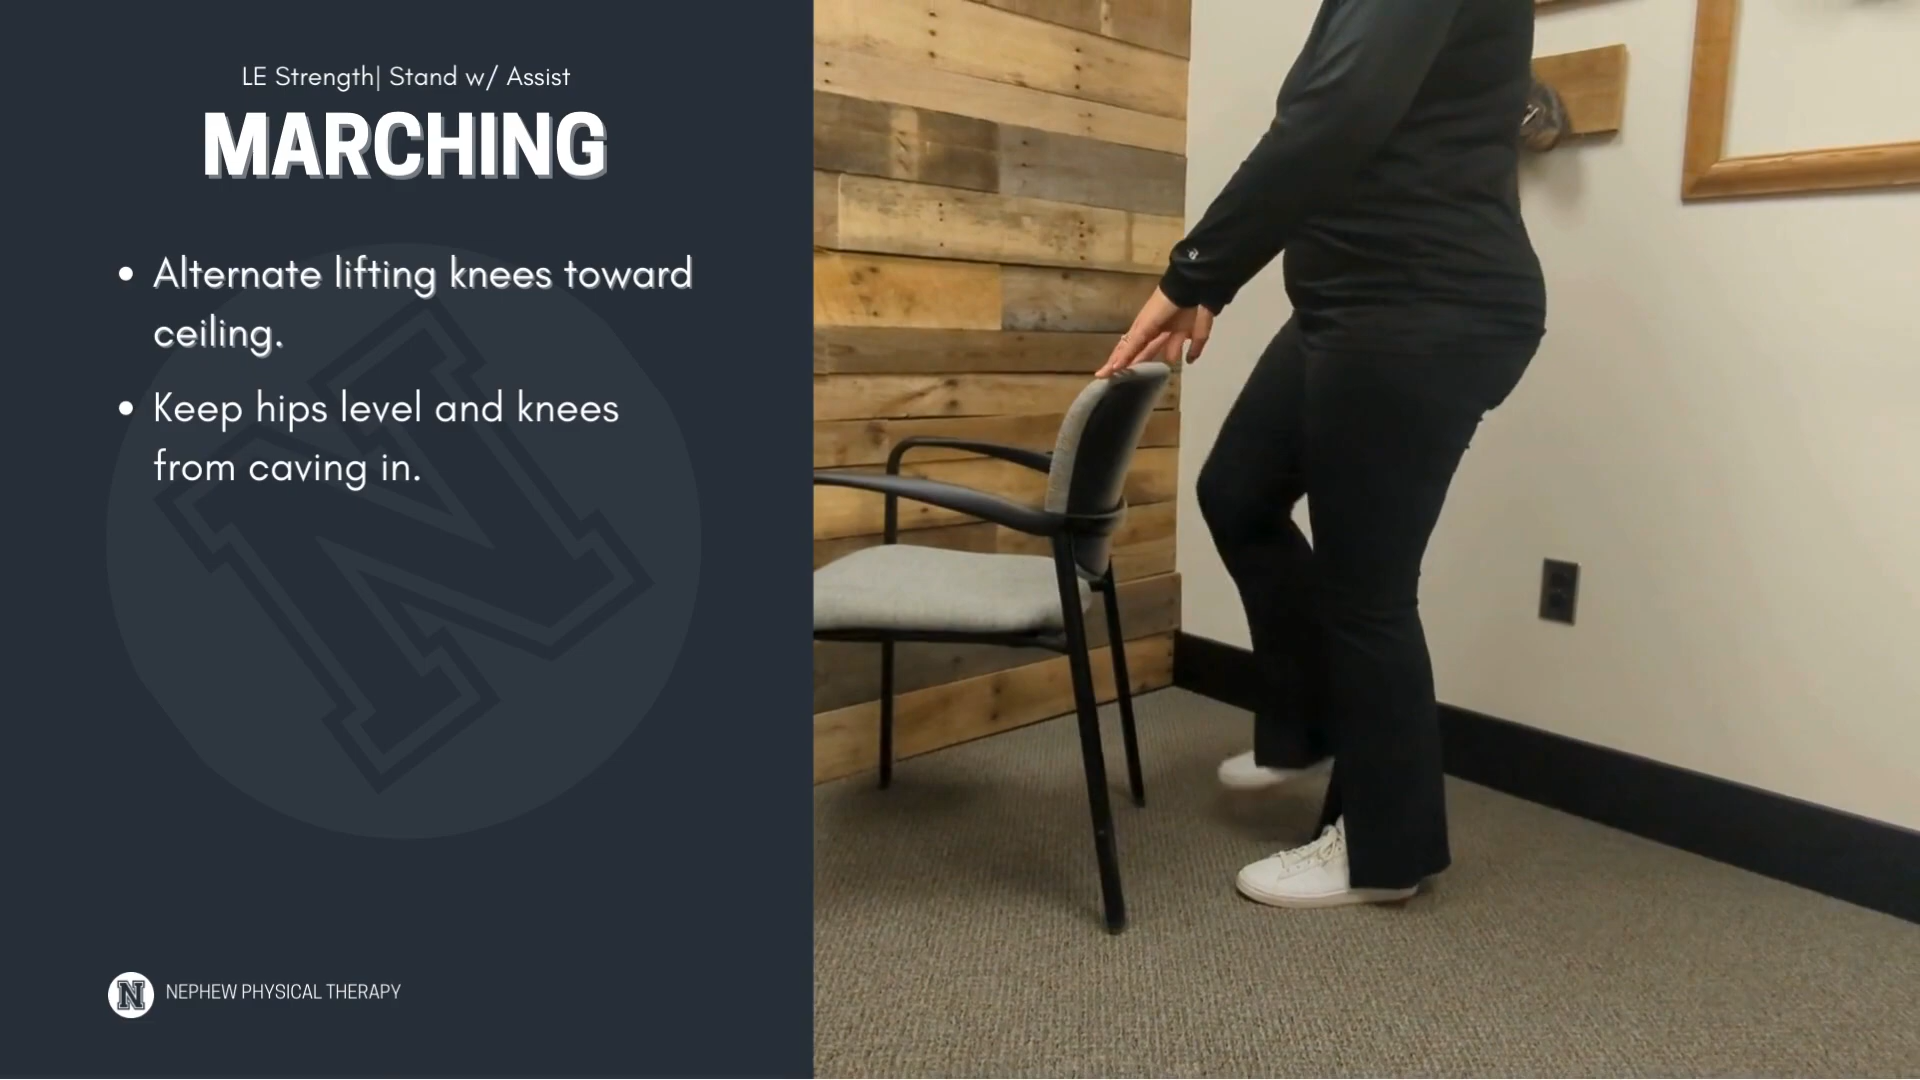 LE Strength| Stand w/ Assist
MARCHING
• Alternate lifting knees toward
ceiling.
• Keep hips level and knees
from caving in.
N
N
NEPHEW PHYSICAL THERAPY